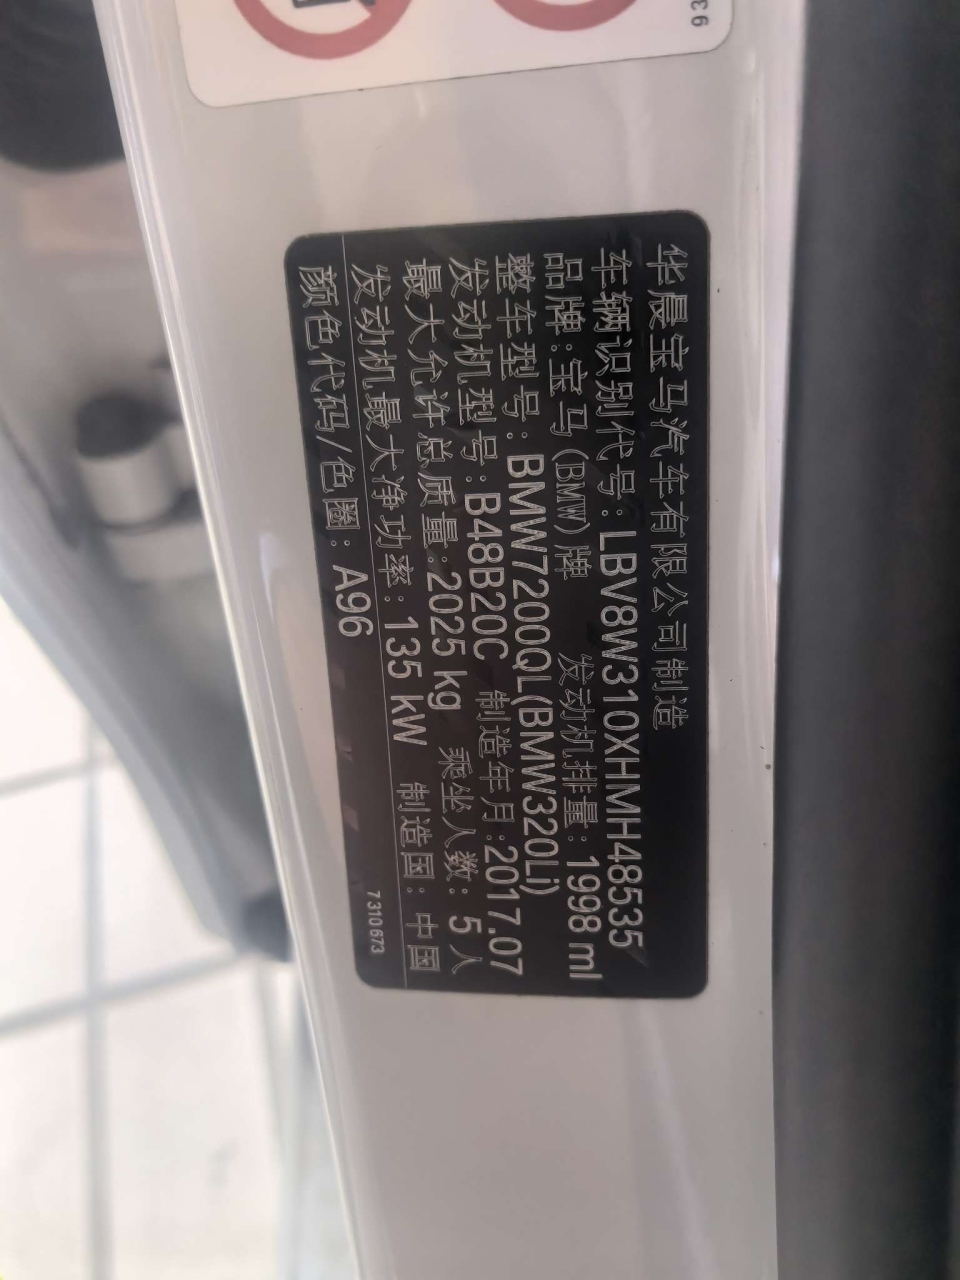 华晨宝马汽车有限公司制造
车辆识别代号:LBV8W310XHMH48535
品牌:宝马(BMW)牌 发动机排量:1998 ml
整车型号:BMW7200QL(BMW320Li)
发动机型号:B48B20C 制造年月:2017.07
最大允许总质量:2025 kg 乘坐人数:5人
发动机最大净功率:135 kW 制造国:中国
颜色代码/色圈:A96
7310673
93